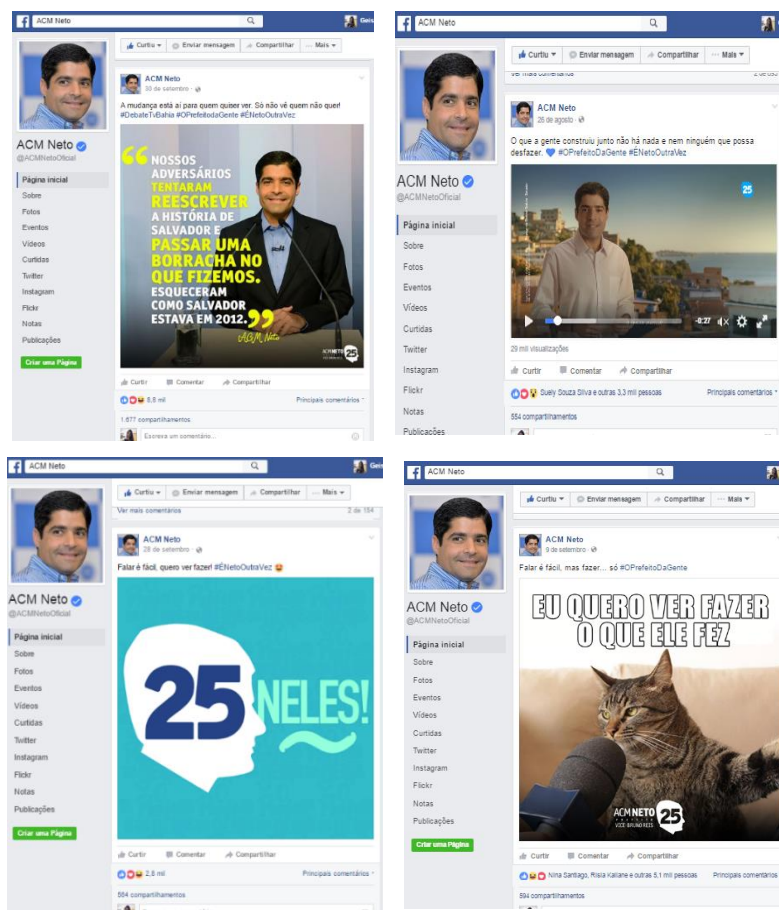 ACM Neto
Curtiu
Enviar mensagem
Compartilhar
Mais
ACM Neto
@ACMNetoOficial
Página inicial
Sobre
Fotos
Eventos
Vídeos
Curtidas
Twitter
Instagram
Flickr
Notas
Publicações
Criar uma Página
ACM Neto
30 de setembro
A mudança está aí para quem quiser ver. Só não vê quem não quer!
#DebateTvBahia #OPrefeitodaGente #ÉNetoOutraVez
NOSSOS
ADVERSÁRIOS
TENTARAM
REESCREVER
A HISTÓRIA DE
SALVADOR E
PASSAR UMA
BORRACHA NO
QUE FIZEMOS.
ESQUECERAM
COMO SALVADOR
ESTAVA EM 2012.
ACM Neto
ACM NETO 25
Curtir Comentar Compartilhar
8,8 mil
Principais comentários
1.677 compartilhamentos
Escreva um comentário...
ACM Neto
Curtiu
Enviar mensagem
Compartilhar
Mais
ACM Neto
@ACMNetoOficial
Página inicial
Sobre
Fotos
Eventos
Vídeos
Curtidas
Twitter
Instagram
Flickr
Notas
Publicações
Ver mais comentários
ACM Neto
26 de agosto
O que a gente construiu junto não há nada e nem ninguém que possa
desfazer. 💙 #OPrefeitoDaGente #ÉNetoOutraVez
25
-0:27
29 mil visualizações
Curtir Comentar Compartilhar
Suely Souza Silva e outras 3,3 mil pessoas
Principais comentários
554 compartilhamentos
ACM Neto
Curtiu
Enviar mensagem
Compartilhar
Mais
ACM Neto
@ACMNetoOficial
Página inicial
Sobre
Fotos
Eventos
Vídeos
Curtidas
Twitter
Instagram
Flickr
Notas
Publicações
Criar uma Página
Ver mais comentários
2 de 154
ACM Neto
28 de setembro
Falar é fácil, quero ver fazer! #ÉNetoOutraVez
25 NELES!
Curtir Comentar Compartilhar
2,8 mil
Principais comentários
564 compartilhamentos
ACM Neto
Curtiu
Enviar mensagem
Compartilhar
Mais
ACM Neto
@ACMNetoOficial
Página inicial
Sobre
Fotos
Eventos
Vídeos
Curtidas
Twitter
Instagram
Flickr
Notas
Publicações
Criar uma Página
ACM Neto
9 de setembro
Falar é fácil, mas fazer... só #OPrefeitoDaGente
EU QUERO VER FAZER
O QUE ELE FEZ
ACM NETO 25
PREFEITO
VICE BRUNO REIS
Curtir Comentar Compartilhar
Nina Santiago, Risia Kaliane e outras 5,1 mil pessoas
Principais comentários
594 compartilhamentos